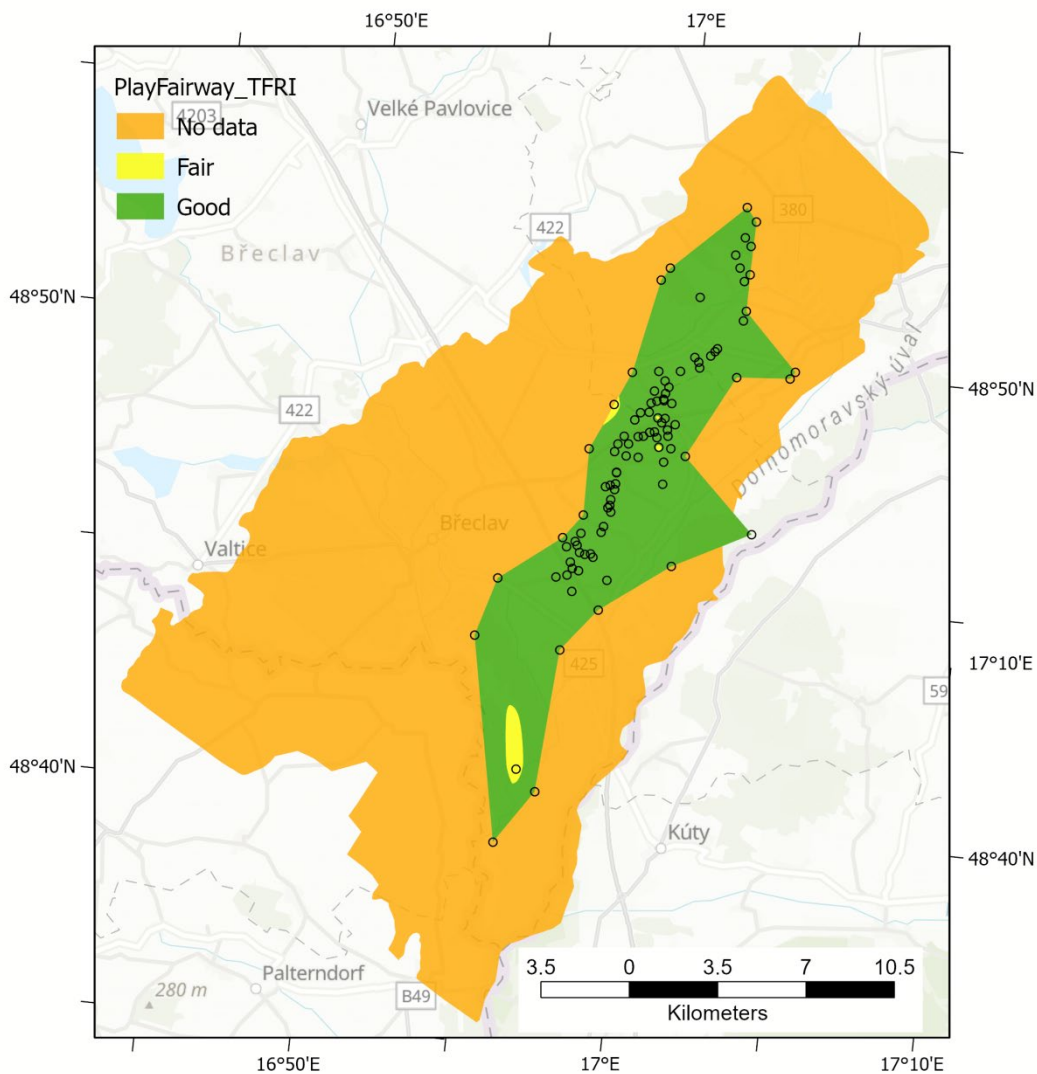 16°50'E
17°E
PlayFairway_TFRI
4203
No data
Fair
Good
Velké Pavlovice
380
422
Břeclav
48°50'N
48°50'N
422
Dolnomoravský úval
Břeclav
Valtice
425
17°10'E
59
48°40'N
Kúty
48°40'N
Palterndorf
280 m
B49
3.5 0 3.5 7 10.5
Kilometers
16°50'E
17°E
17°10'E